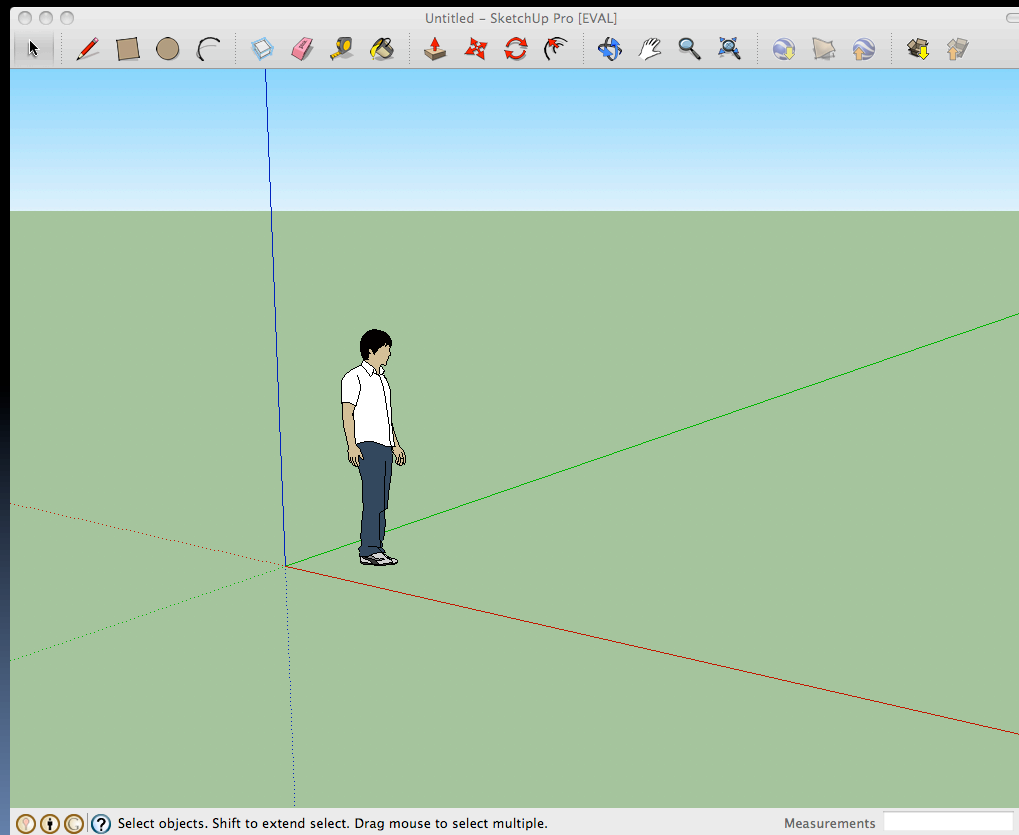 Untitled – SketchUp Pro [EVAL]
Select objects. Shift to extend select. Drag mouse to select multiple.
Measurements